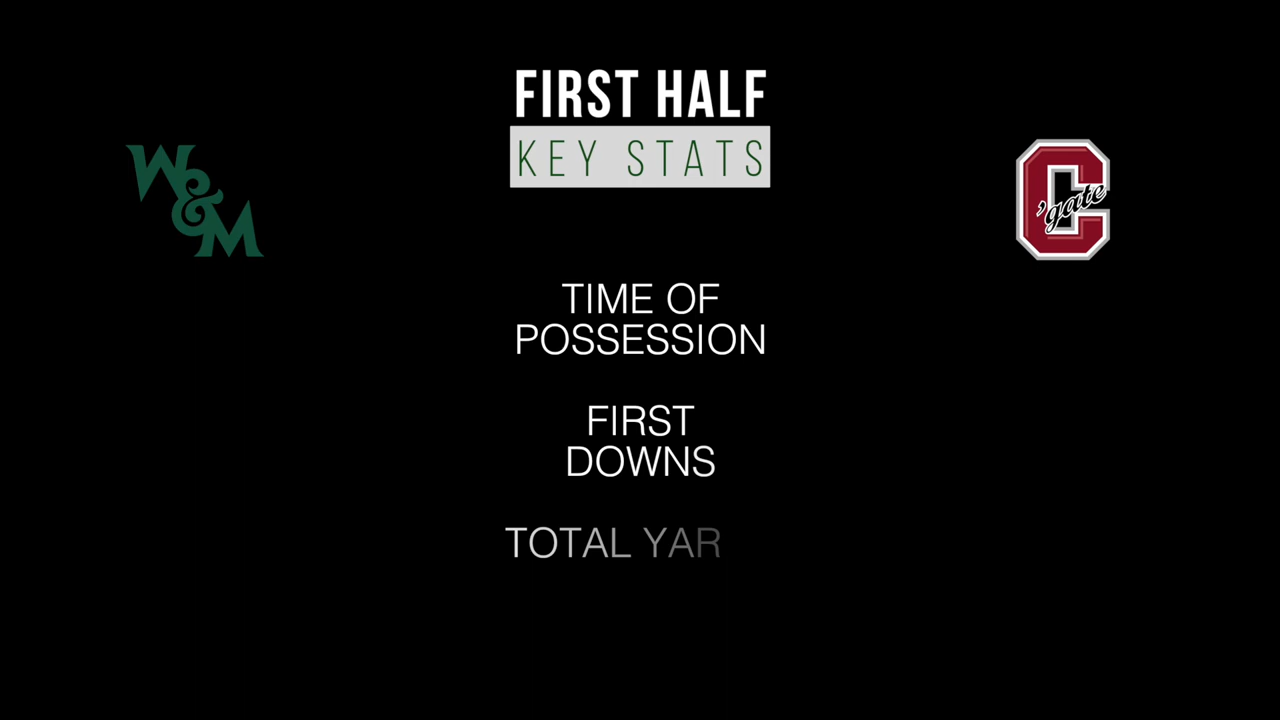 FIRST HALF
KEY STATS
W&M
C
'gate
TIME OF
POSSESSION
FIRST
DOWNS
TOTAL YAR